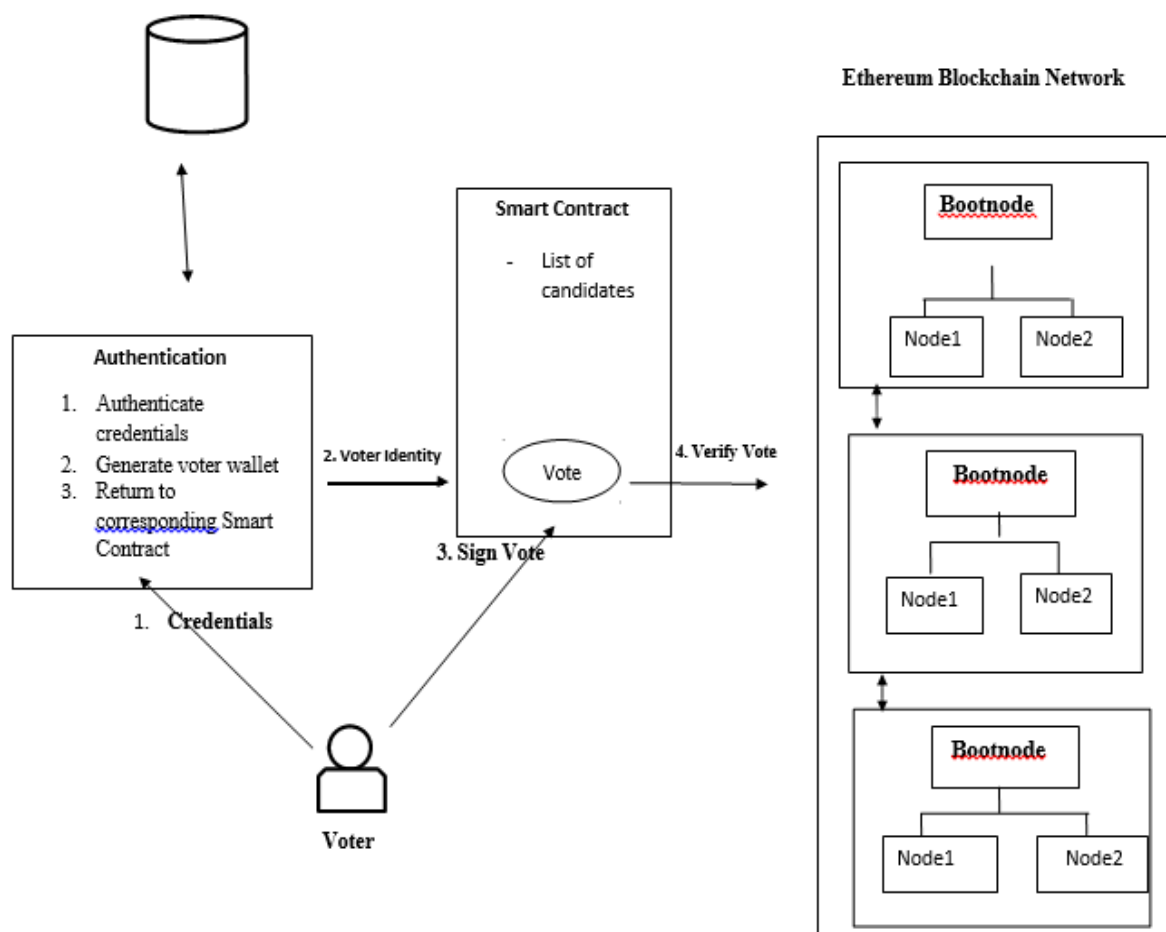 Ethereum Blockchain Network
Smart Contract
- List of
candidates
Vote
Authentication
1. Authenticate
credentials
2. Generate voter wallet
3. Return to
corresponding Smart
Contract
2. Voter Identity
4. Verify Vote
3. Sign Vote
1. Credentials
Voter
Bootnode
Node1
Node2
Bootnode
Node1
Node2
Bootnode
Node1
Node2